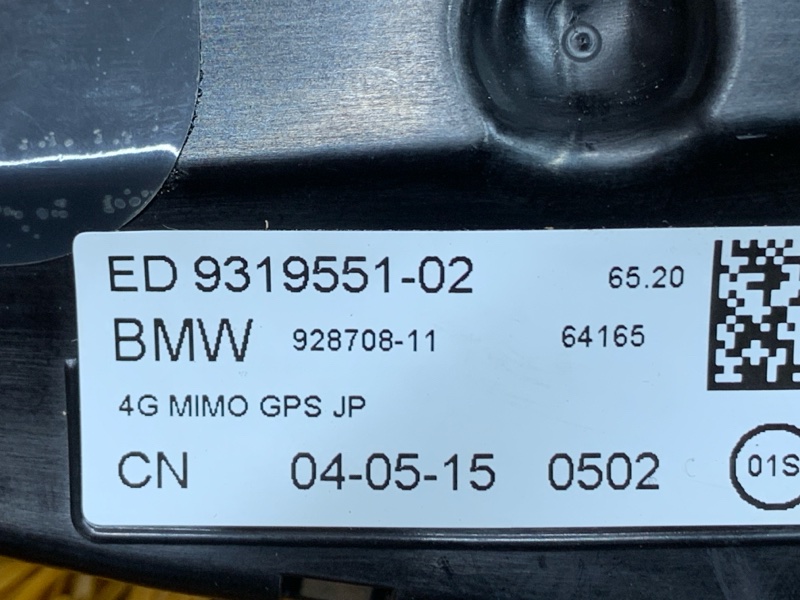 ED 9319551-02 65.20
BMW 928708-11 64165
4G MIMO GPS JP
CN 04-05-15 0502 01S